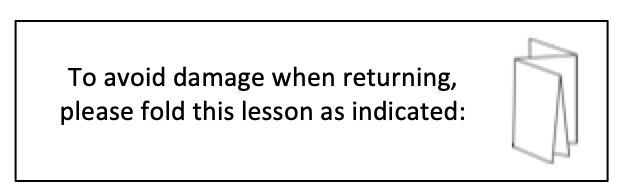 To avoid damage when returning,
please fold this lesson as indicated: